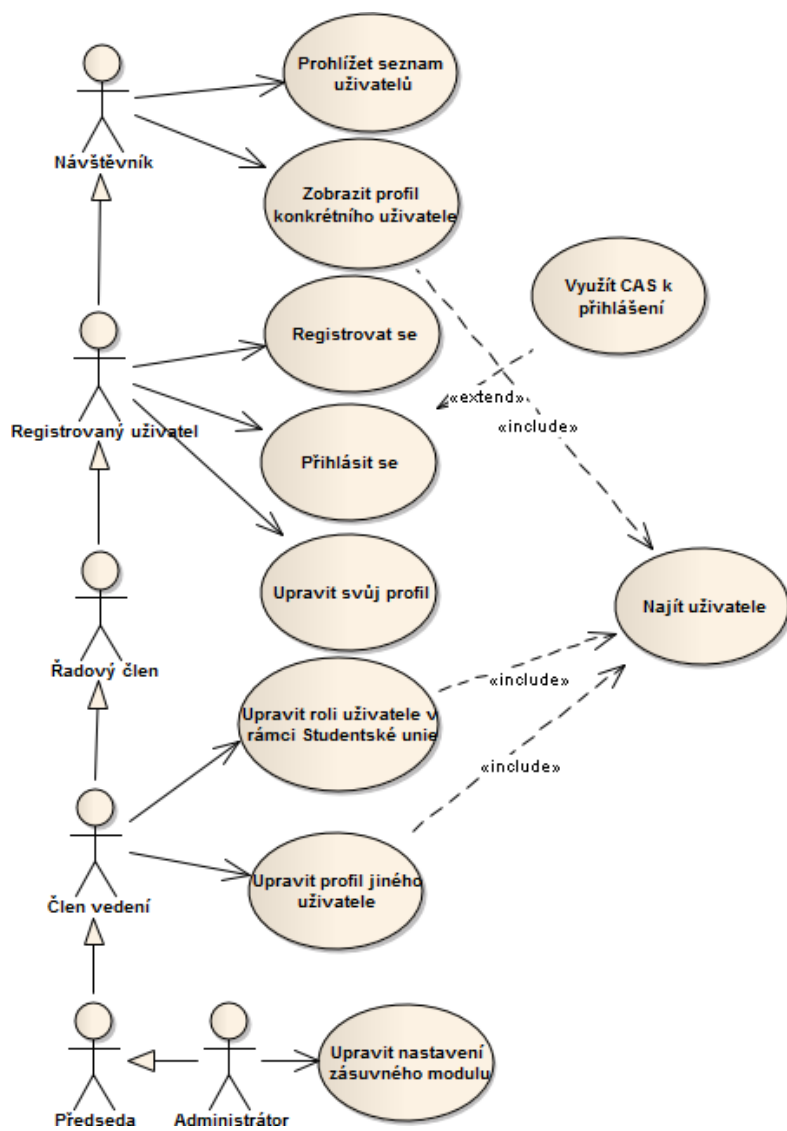 Prohlížet seznam
uživatelů
Návštěvník
Zobrazit profil
konkrétního uživatele
Využít CAS k
přihlášení
Registrovat se
«extend»
«include»
Registrovaný uživatel
Přihlásit se
Upravit svůj profil
Najít uživatele
Řadový člen
«include»
Upravit roli uživatele v
rámci Studentské unie
«include»
Upravit profil jiného
uživatele
Člen vedení
Upravit nastavení
zásuvného modulu
Předseda
Administrátor